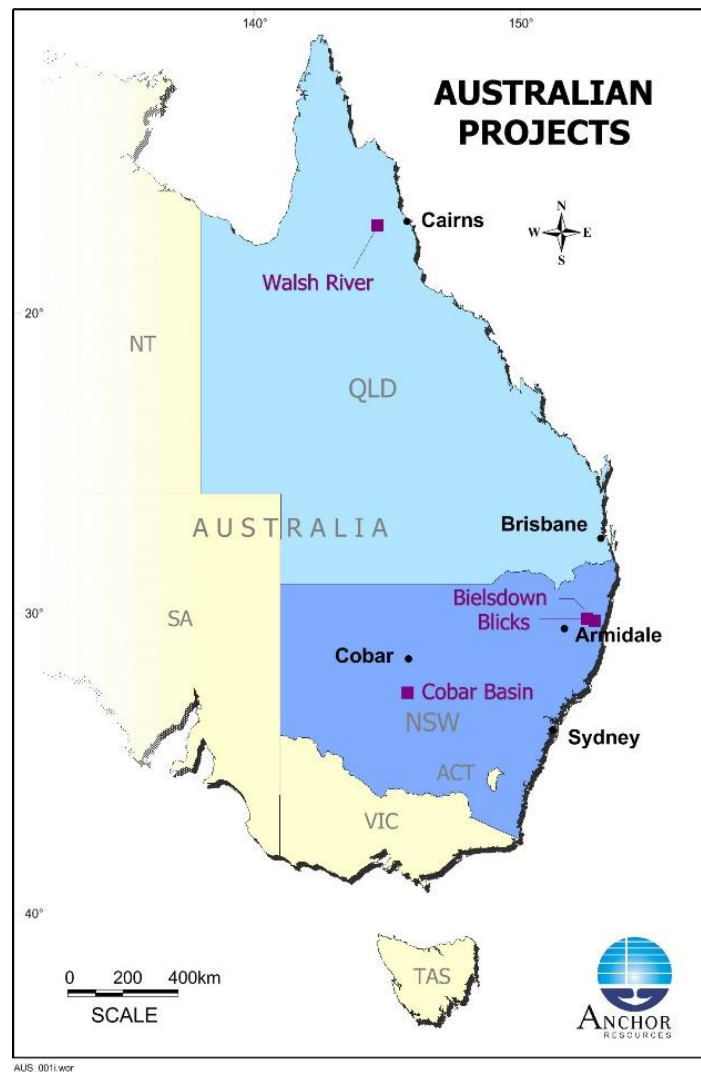 140°
150°
AUSTRALIAN
PROJECTS
Cairns
N
W E
S
Walsh River
20°
NT
QLD
AUSTRALIA
Brisbane
Bielsdown
30°
Blicks
SA
Armidale
Cobar
Cobar Basin
NSW
Sydney
ACT
VIC
40°
0 200 400km
SCALE
TAS
ANCHOR
RESOURCES
AUS_001i.wor